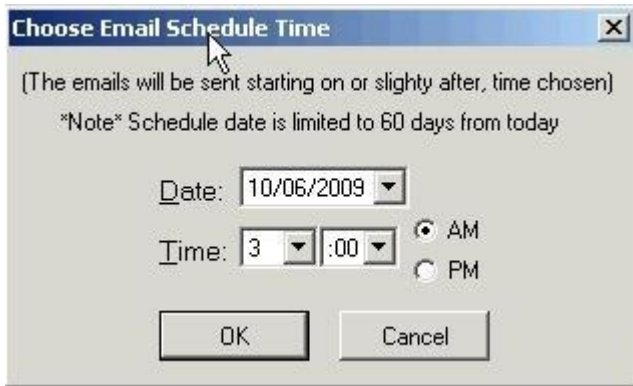 Choose Email Schedule Time
(The emails will be sent starting on or slighty after, time chosen)
*Note* Schedule date is limited to 60 days from today
Date: 10/06/2009
Time: 3 :00 AM
PM
OK Cancel